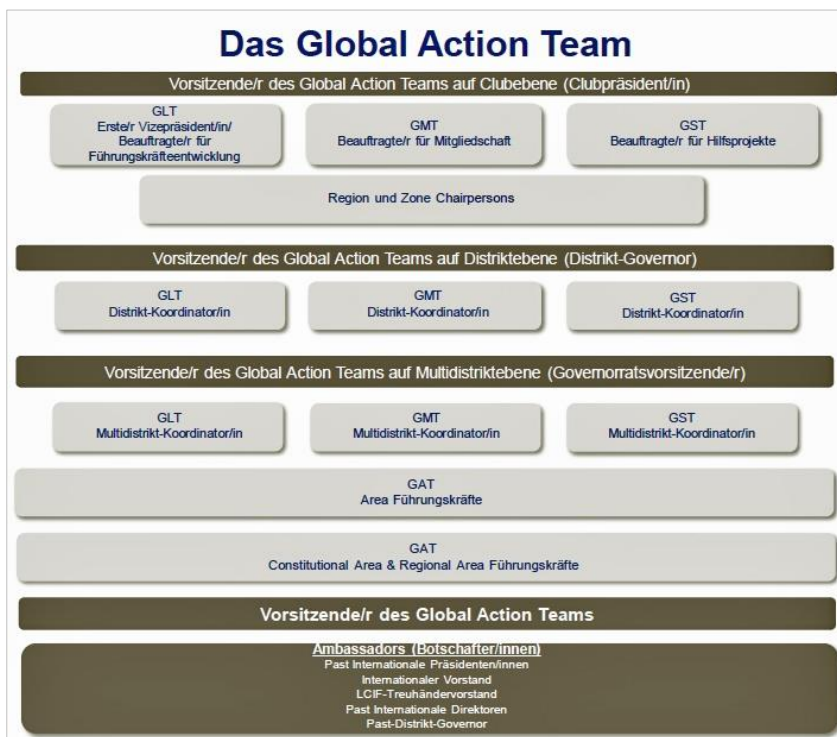 Das Global Action Team
Vorsitzende/r des Global Action Teams auf Clubebene (Clubpräsident/in)
GLT
Erste/r Vizepräsident/in/
Beauftragte/r für
Führungskräfteentwicklung
GMT
Beauftragte/r für Mitgliedschaft
GST
Beauftragte/r für Hilfsprojekte
Region und Zone Chairpersons
Vorsitzende/r des Global Action Teams auf Distriktebene (Distrikt-Governor)
GLT
Distrikt-Koordinator/in
GMT
Distrikt-Koordinator/in
GST
Distrikt-Koordinator/in
Vorsitzende/r des Global Action Teams auf Multidistriktebene (Governorratsvorsitzende/r)
GLT
Multidistrikt-Koordinator/in
GMT
Multidistrikt-Koordinator/in
GST
Multidistrikt-Koordinator/in
GAT
Area Führungskräfte
GAT
Constitutional Area & Regional Area Führungskräfte
Vorsitzende/r des Global Action Teams
Ambassadors (Botschafter/innen)
Past Internationale Präsidenten/innen
Internationaler Vorstand
LCIF-Treuhändervorstand
Past Internationale Direktoren
Past-Distrikt-Governor